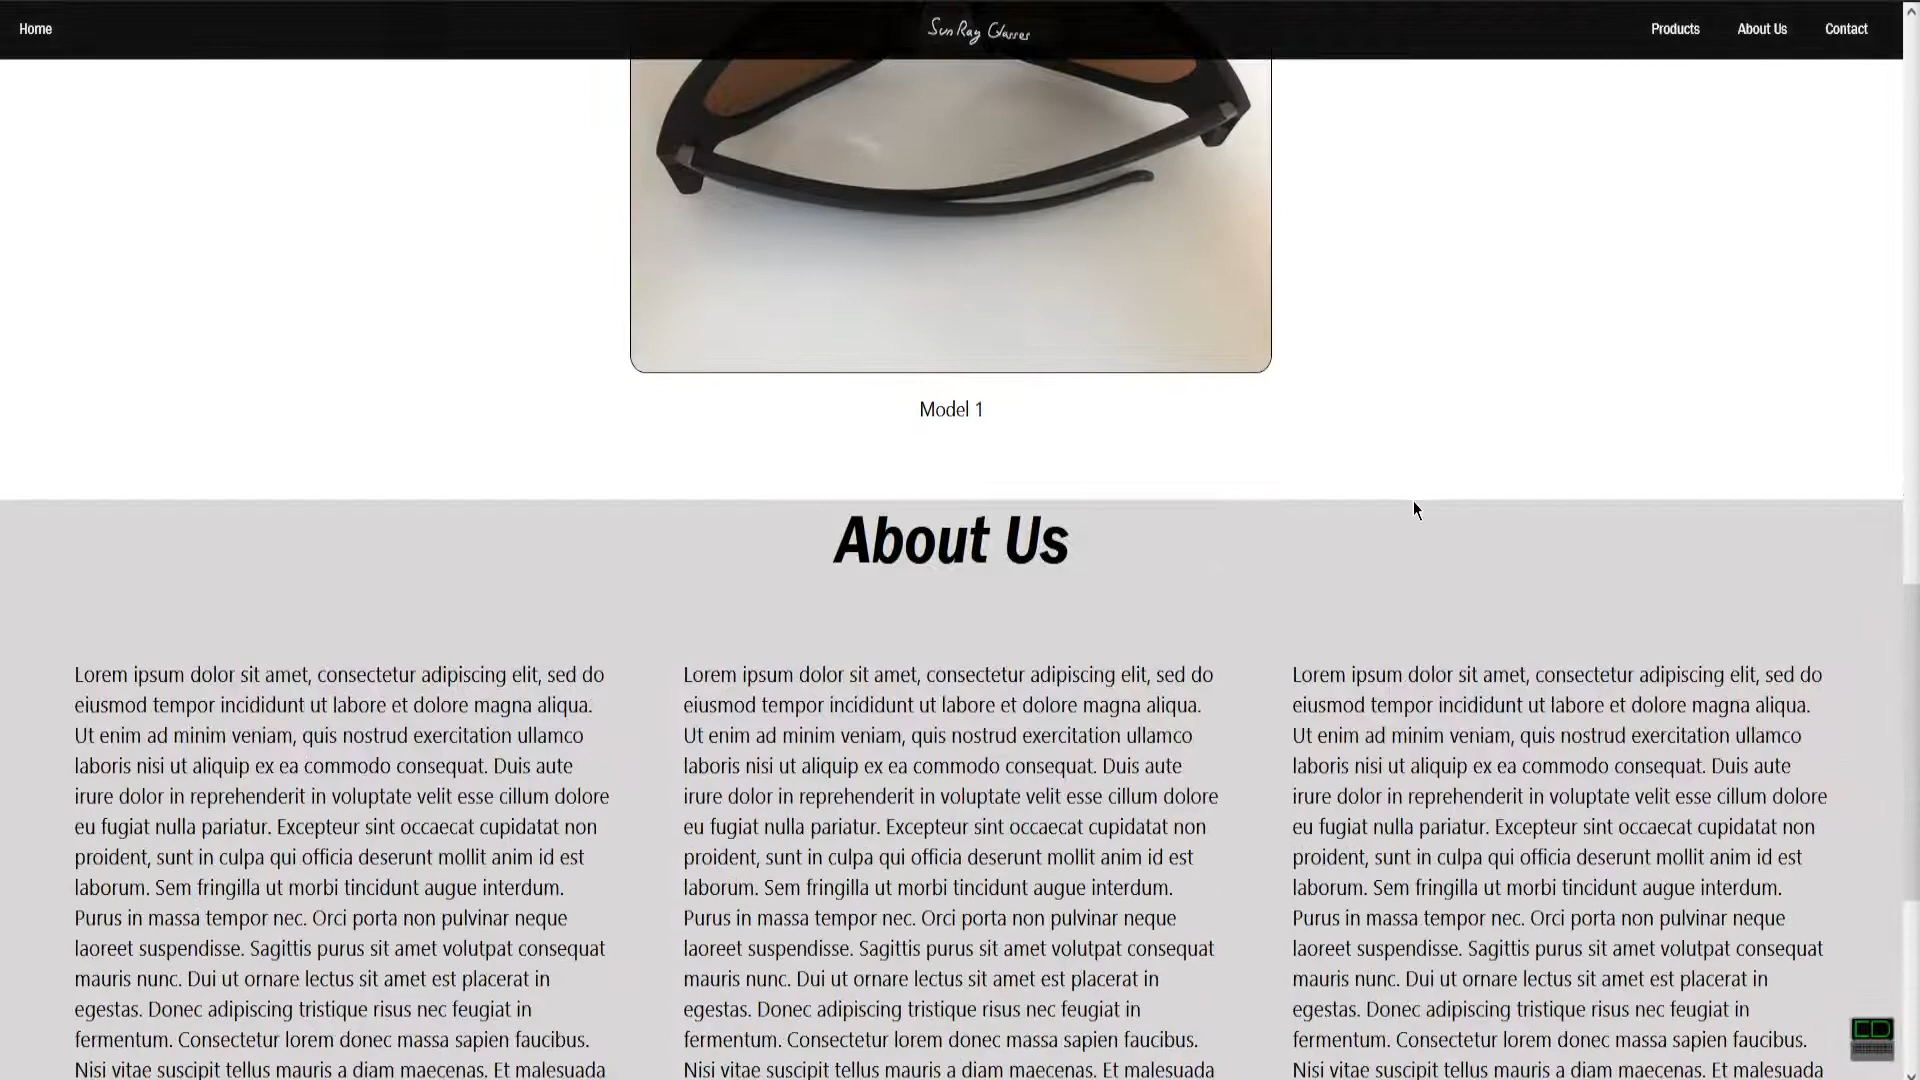 Home
SunRay Glasses
Products
About Us
Contact
Model 1
About Us
Lorem ipsum dolor sit amet, consectetur adipiscing elit, sed do
eiusmod tempor incididunt ut labore et dolore magna aliqua.
Ut enim ad minim veniam, quis nostrud exercitation ullamco
laboris nisi ut aliquip ex ea commodo consequat. Duis aute
irure dolor in reprehenderit in voluptate velit esse cillum dolore
eu fugiat nulla pariatur. Excepteur sint occaecat cupidatat non
proident, sunt in culpa qui officia deserunt mollit anim id est
laborum. Sem fringilla ut morbi tincidunt augue interdum.
Purus in massa tempor nec. Orci porta non pulvinar neque
laoreet suspendisse. Sagittis purus sit amet volutpat consequat
mauris nunc. Dui ut ornare lectus sit amet est placerat in
egestas. Donec adipiscing tristique risus nec feugiat in
fermentum. Consectetur lorem donec massa sapien faucibus.
Nisi vitae suscipit tellus mauris a diam maecenas. Et malesuada
Lorem ipsum dolor sit amet, consectetur adipiscing elit, sed do
eiusmod tempor incididunt ut labore et dolore magna aliqua.
Ut enim ad minim veniam, quis nostrud exercitation ullamco
laboris nisi ut aliquip ex ea commodo consequat. Duis aute
irure dolor in reprehenderit in voluptate velit esse cillum dolore
eu fugiat nulla pariatur. Excepteur sint occaecat cupidatat non
proident, sunt in culpa qui officia deserunt mollit anim id est
laborum. Sem fringilla ut morbi tincidunt augue interdum.
Purus in massa tempor nec. Orci porta non pulvinar neque
laoreet suspendisse. Sagittis purus sit amet volutpat consequat
mauris nunc. Dui ut ornare lectus sit amet est placerat in
egestas. Donec adipiscing tristique risus nec feugiat in
fermentum. Consectetur lorem donec massa sapien faucibus.
Nisi vitae suscipit tellus mauris a diam maecenas. Et malesuada
Lorem ipsum dolor sit amet, consectetur adipiscing elit, sed do
eiusmod tempor incididunt ut labore et dolore magna aliqua.
Ut enim ad minim veniam, quis nostrud exercitation ullamco
laboris nisi ut aliquip ex ea commodo consequat. Duis aute
irure dolor in reprehenderit in voluptate velit esse cillum dolore
eu fugiat nulla pariatur. Excepteur sint occaecat cupidatat non
proident, sunt in culpa qui officia deserunt mollit anim id est
laborum. Sem fringilla ut morbi tincidunt augue interdum.
Purus in massa tempor nec. Orci porta non pulvinar neque
laoreet suspendisse. Sagittis purus sit amet volutpat consequat
mauris nunc. Dui ut ornare lectus sit amet est placerat in
egestas. Donec adipiscing tristique risus nec feugiat in
fermentum. Consectetur lorem donec massa sapien faucibus.
Nisi vitae suscipit tellus mauris a diam maecenas. Et malesuada
CD